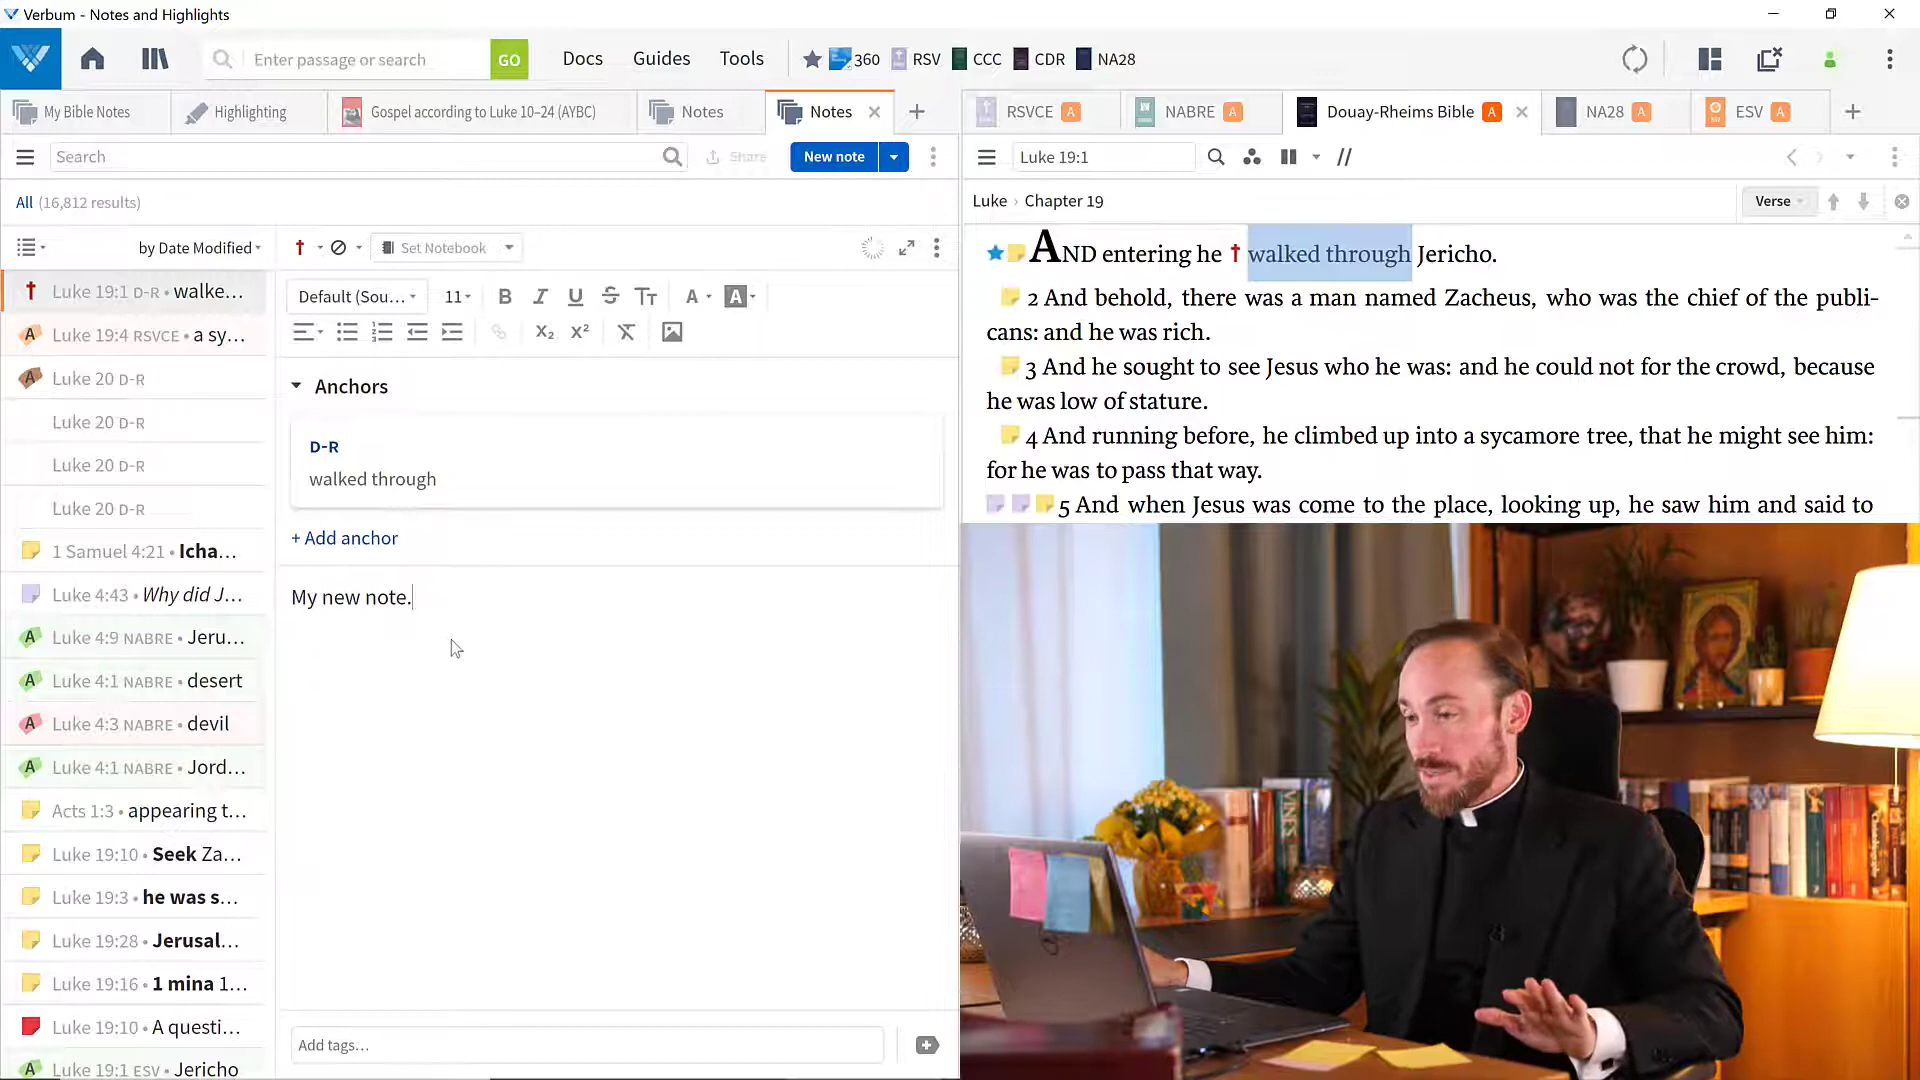 Verbum - Notes and Highlights
Enter passage or search
GO
Docs
Guides
Tools
360
RSV
CCC
CDR
NA28
My Bible Notes
Highlighting
Gospel according to Luke 10–24 (AYBC)
Notes
Notes
RSVCE A
NABRE A
Douay-Rheims Bible A
NA28 A
ESV A
Search
Share
New note
Luke 19:1
All (16,812 results)
Luke › Chapter 19
Verse
by Date Modified
Set Notebook
Default (Sou...
11
Luke 19:1 D-R • walke...
Luke 19:4 RSVCE • a sy...
Luke 20 D-R
Luke 20 D-R
Luke 20 D-R
Luke 20 D-R
1 Samuel 4:21 • Icha...
Luke 4:43 • Why did J...
Luke 4:9 NABRE • Jeru...
Luke 4:1 NABRE • desert
Luke 4:3 NABRE • devil
Luke 4:1 NABRE • Jord...
Acts 1:3 • appearing t...
Luke 19:10 • Seek Za...
Luke 19:3 • he was s...
Luke 19:28 • Jerusal...
Luke 19:16 • 1 mina 1...
Luke 19:10 • A questi...
Luke 19:1 ESV • Jericho
Anchors
D-R
walked through
+ Add anchor
My new note.
Add tags...
AND entering he † walked through Jericho.
2 And behold, there was a man named Zacheus, who was the chief of the publi-
cans: and he was rich.
3 And he sought to see Jesus who he was: and he could not for the crowd, because
he was low of stature.
4 And running before, he climbed up into a sycamore tree, that he might see him:
for he was to pass that way.
5 And when Jesus was come to the place, looking up, he saw him and said to
VINES